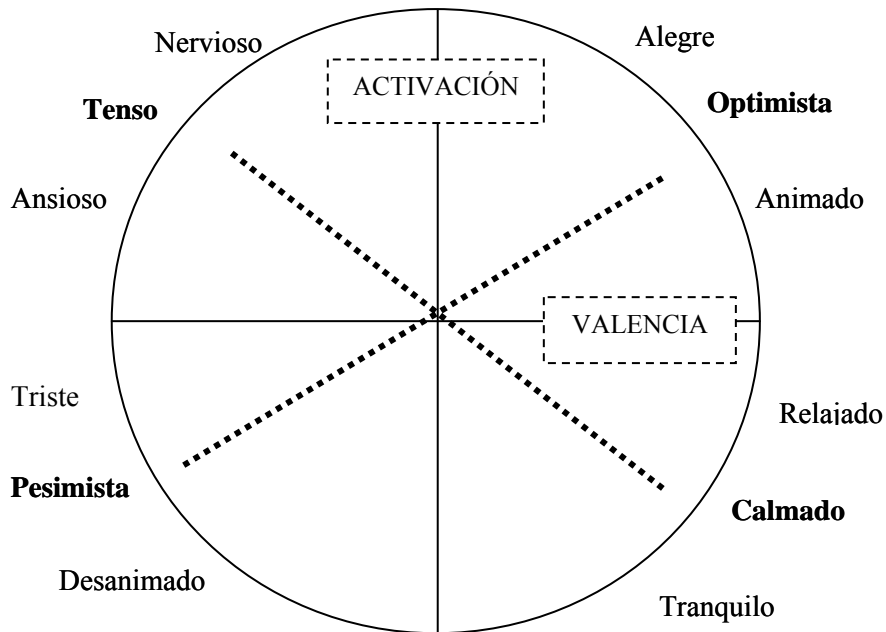 Nervioso
Alegre
ACTIVACIÓN
Tenso
Optimista
Ansioso
Animado
VALENCIA
Triste
Relajado
Pesimista
Calmado
Desanimado
Tranquilo